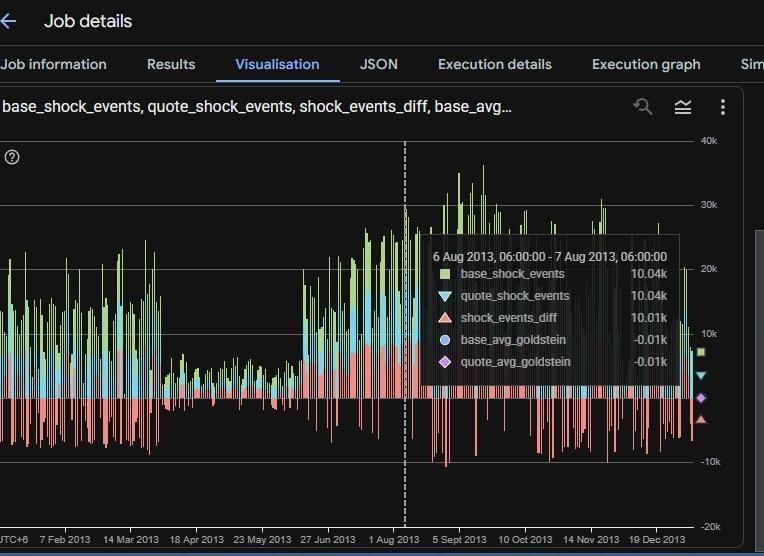 Job details
Job information Results Visualisation JSON Execution details Execution graph Sim
base_shock_events, quote_shock_events, shock_events_diff, base_avg...
40k
30k
20k
10k
-10k
-20k
6 Aug 2013, 06:00:00 - 7 Aug 2013, 06:00:00
base_shock_events 10.04k
quote_shock_events 10.04k
shock_events_diff 10.01k
base_avg_goldstein -0.01k
quote_avg_goldstein -0.01k
UTC+6 7 Feb 2013 14 Mar 2013 18 Apr 2013 23 May 2013 27 Jun 2013 1 Aug 2013 5 Sept 2013 10 Oct 2013 14 Nov 2013 19 Dec 2013